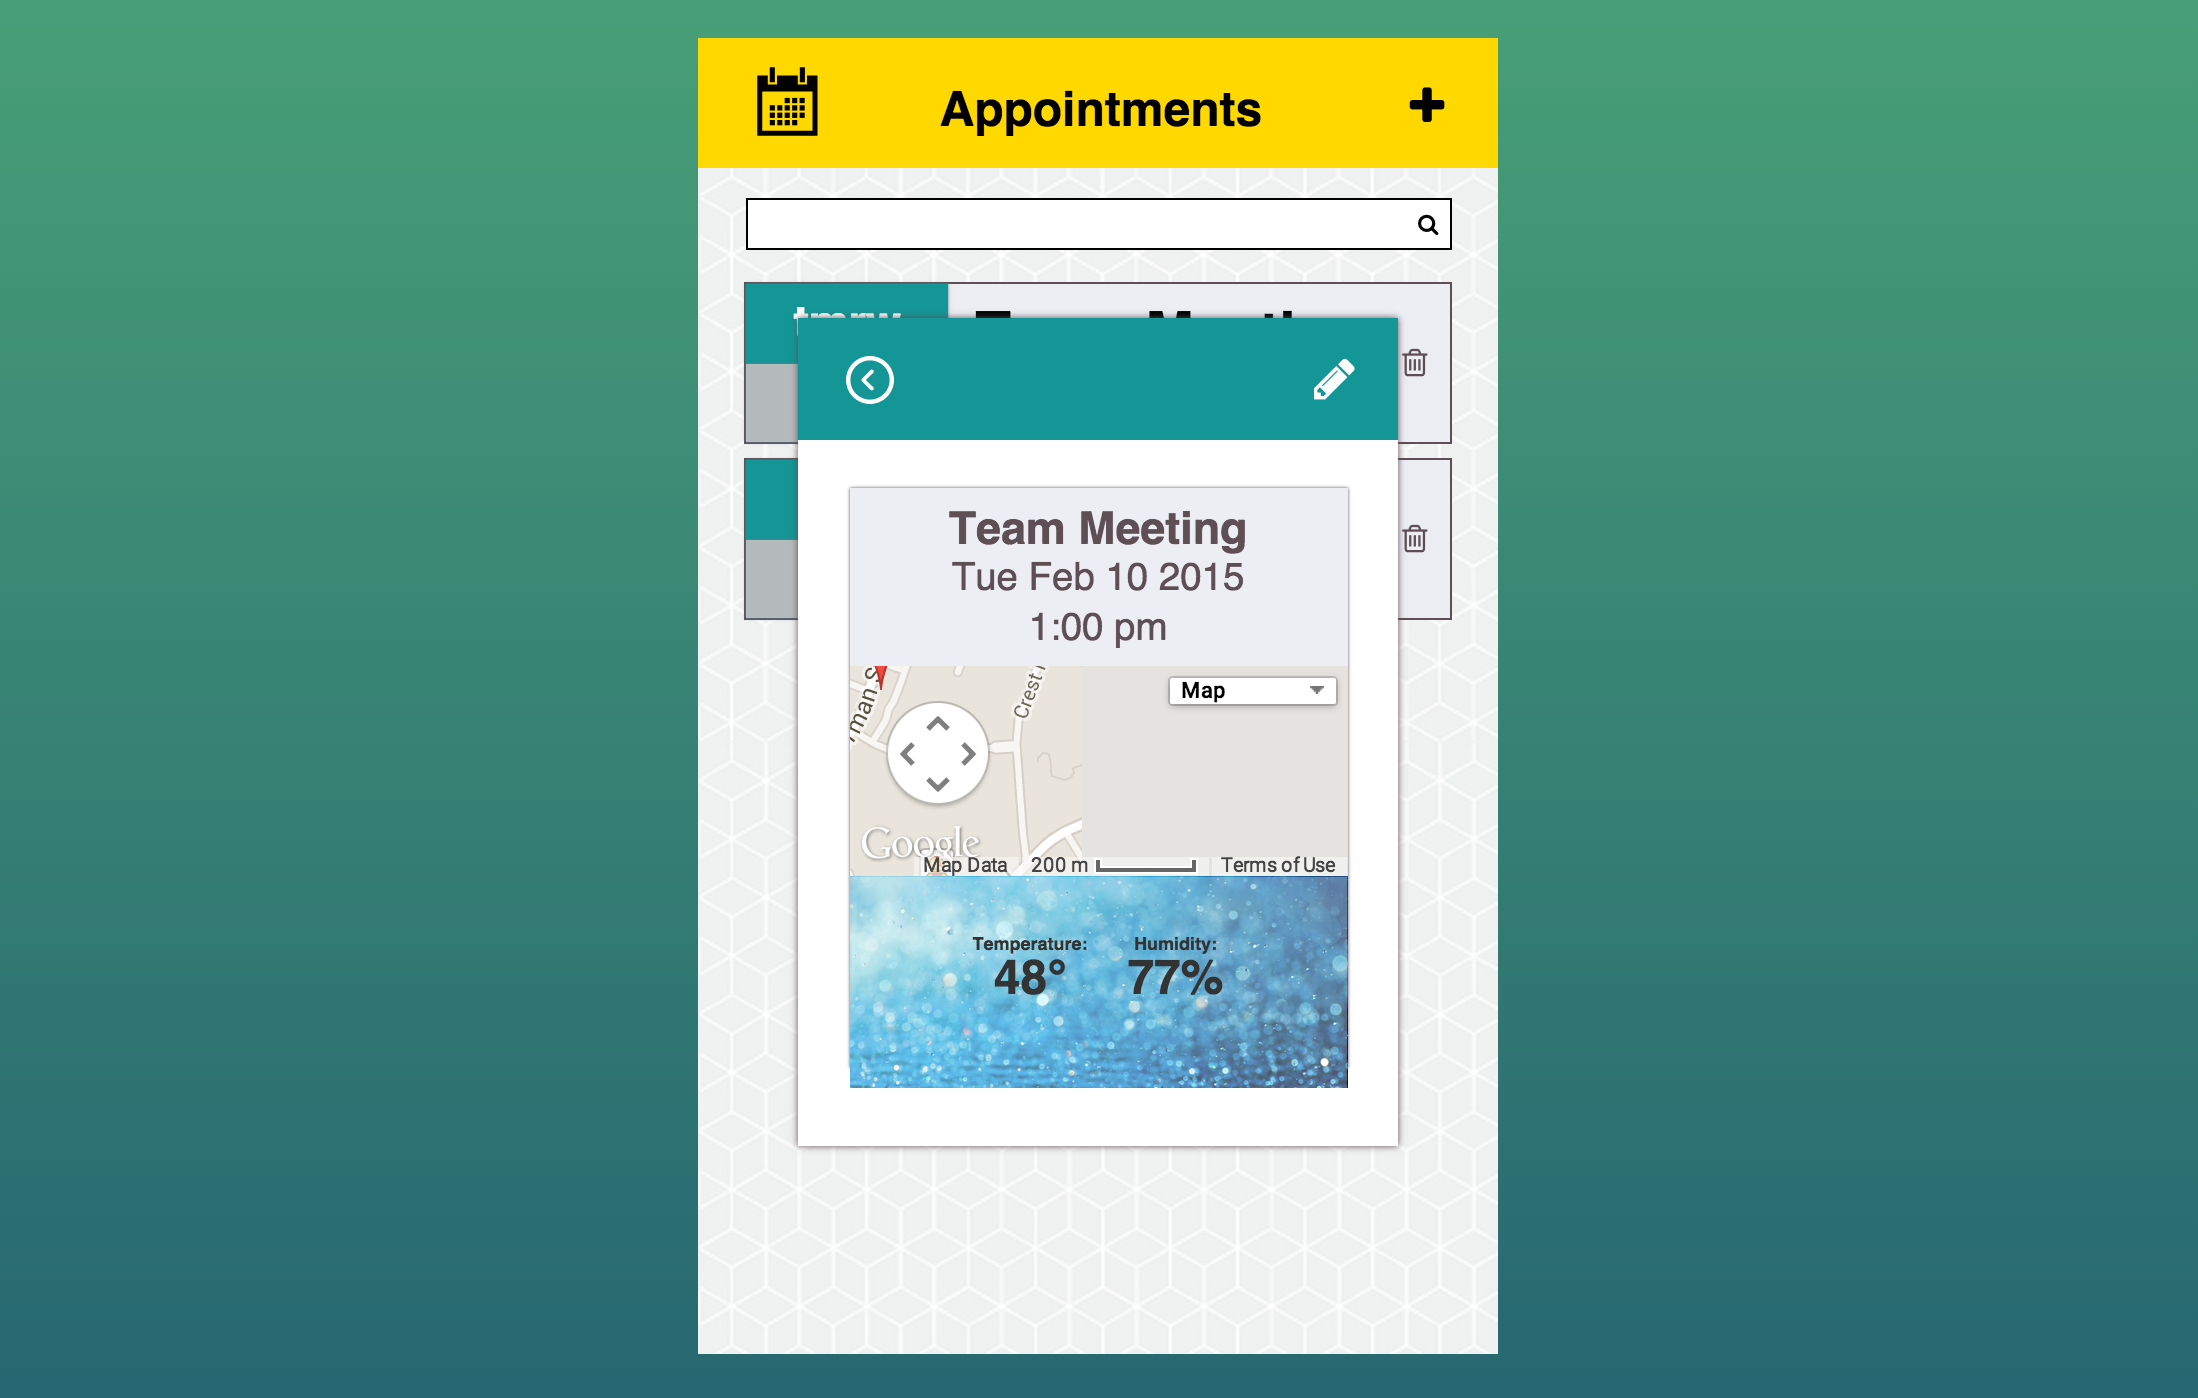 Appointments
Team Meeting
Tue Feb 10 2015
1:00 pm
Crest
Map
Google
Map Data 200 m Terms of Use
Temperature: Humidity:
48° 77%